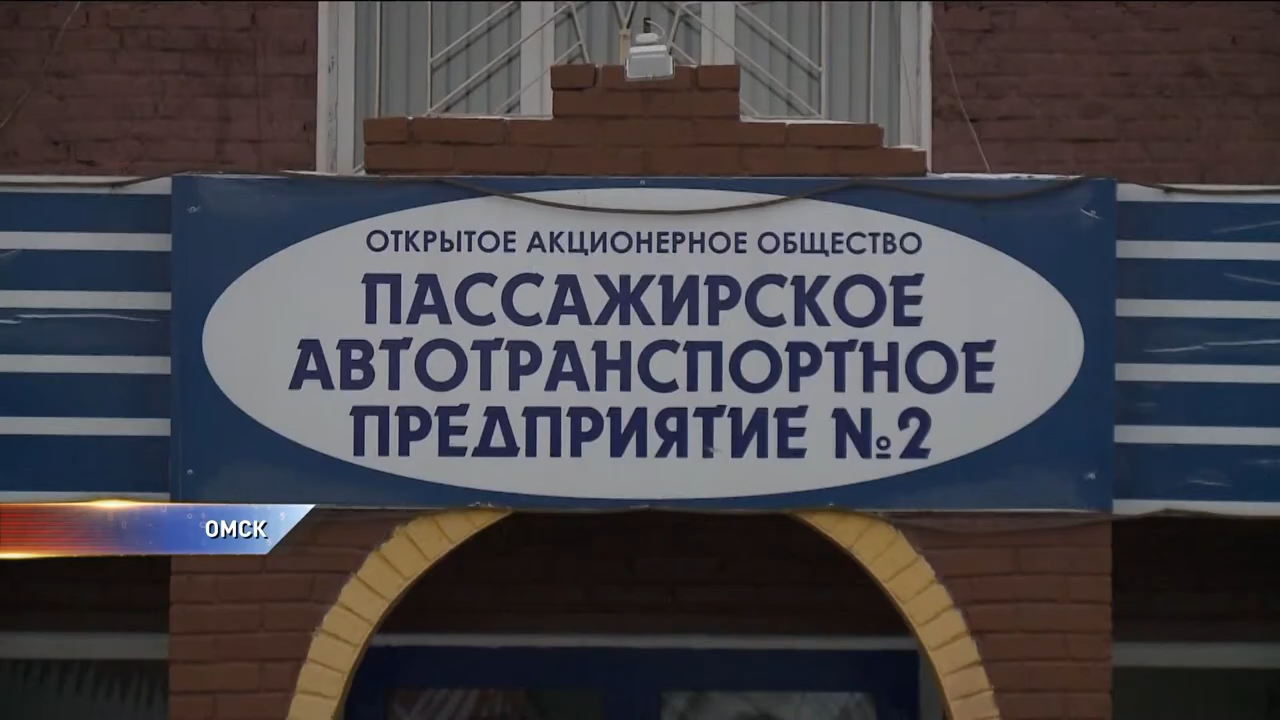 ОТКРЫТОЕ АКЦИОНЕРНОЕ ОБЩЕСТВО
ПАССАЖИРСКОЕ
АВТОТРАНСПОРТНОЕ
ПРЕДПРИЯТИЕ №2
ОМСК